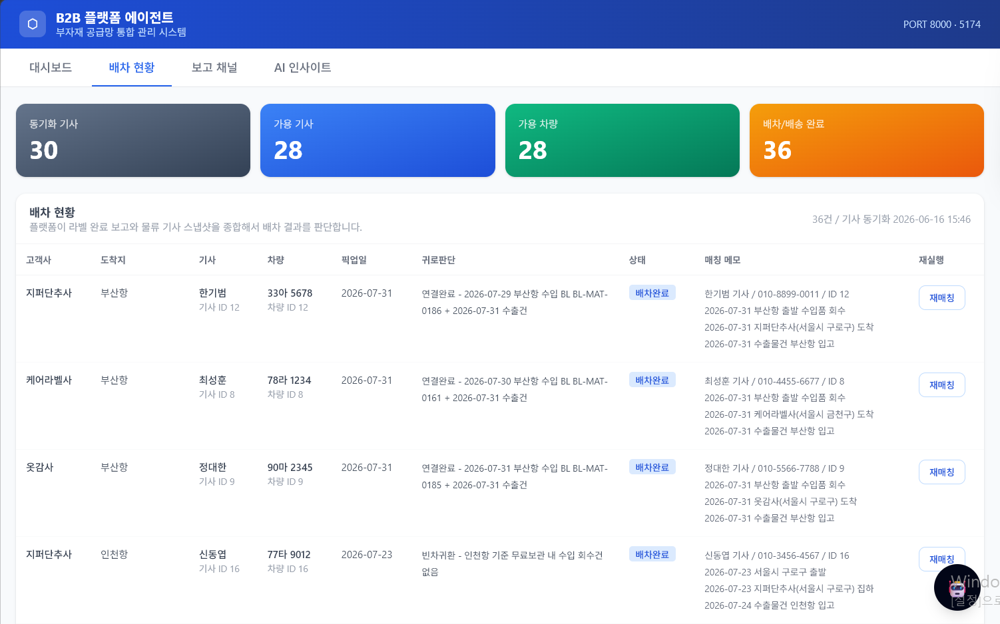 B2B 플랫폼 에이전트
부자재 공급망 통합 관리 시스템
PORT 8000 · 5174
대시보드 배차 현황 보고 채널 AI 인사이트
동기화 기사 가용 기사 가용 차량 배차/배송 완료
30 28 28 36
배차 현황
플랫폼이 라벨 완료 보고와 물류 기사 스냅샷을 종합해서 배차 결과를 판단합니다.
36건 / 기사 동기화 2026-06-16 15:46
고객사 도착지 기사 차량 픽업일 귀로판단 상태 매칭 메모 재실행
지퍼단추사 부산항 한기범 33아 5678 2026-07-31 연결완료 - 2026-07-29 부산항 수입 BL BL-MAT- 배차완료 한기범 기사 / 010-8899-0011 / ID 12 재매칭
기사 ID 12 차량 ID 12 0186 + 2026-07-31 수출건 2026-07-31 부산항 출발 수입품 회수
2026-07-31 지퍼단추사(서울시 구로구) 도착
2026-07-31 수출물건 부산항 입고
케어라벨사 부산항 최성훈 78라 1234 2026-07-31 연결완료 - 2026-07-30 부산항 수입 BL BL-MAT- 배차완료 최성훈 기사 / 010-4455-6677 / ID 8 재매칭
기사 ID 8 차량 ID 8 0161 + 2026-07-31 수출건 2026-07-31 부산항 출발 수입품 회수
2026-07-31 케어라벨사(서울시 금천구) 도착
2026-07-31 수출물건 부산항 입고
옷감사 부산항 정대한 90마 2345 2026-07-31 연결완료 - 2026-07-31 부산항 수입 BL BL-MAT- 배차완료 정대한 기사 / 010-5566-7788 / ID 9 재매칭
기사 ID 9 차량 ID 9 0185 + 2026-07-31 수출건 2026-07-31 부산항 출발 수입품 회수
2026-07-31 옷감사(서울시 구로구) 도착
2026-07-31 수출물건 부산항 입고
지퍼단추사 인천항 신동엽 77타 9012 2026-07-23 빈차귀환 - 인천항 기준 무료보관 내 수입 회수건 배차완료 신동엽 기사 / 010-3456-4567 / ID 16 재매칭
기사 ID 16 차량 ID 16 없음 2026-07-23 서울시 구로구 출발
2026-07-23 지퍼단추사(서울시 구로구) 집하
2026-07-24 수출물건 인천항 입고
Windo
[설정]으로